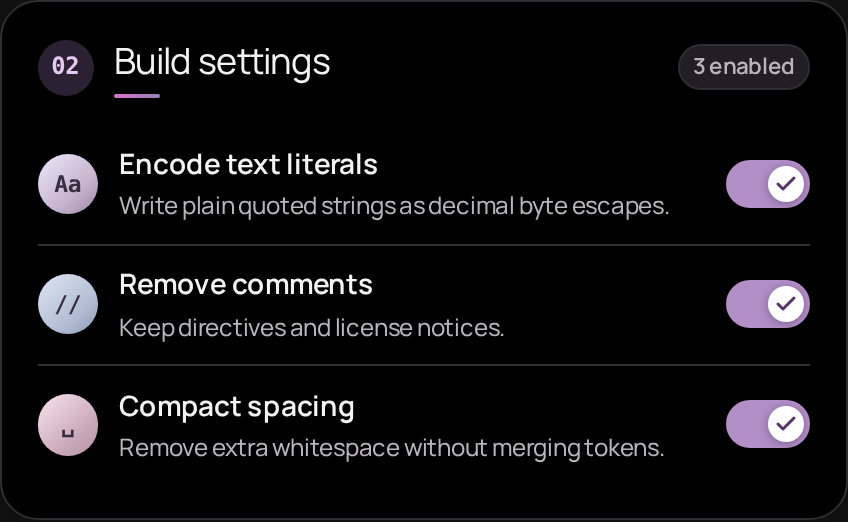 02
Build settings
3 enabled
Aa
Encode text literals
Write plain quoted strings as decimal byte escapes.
//
Remove comments
Keep directives and license notices.
␣
Compact spacing
Remove extra whitespace without merging tokens.